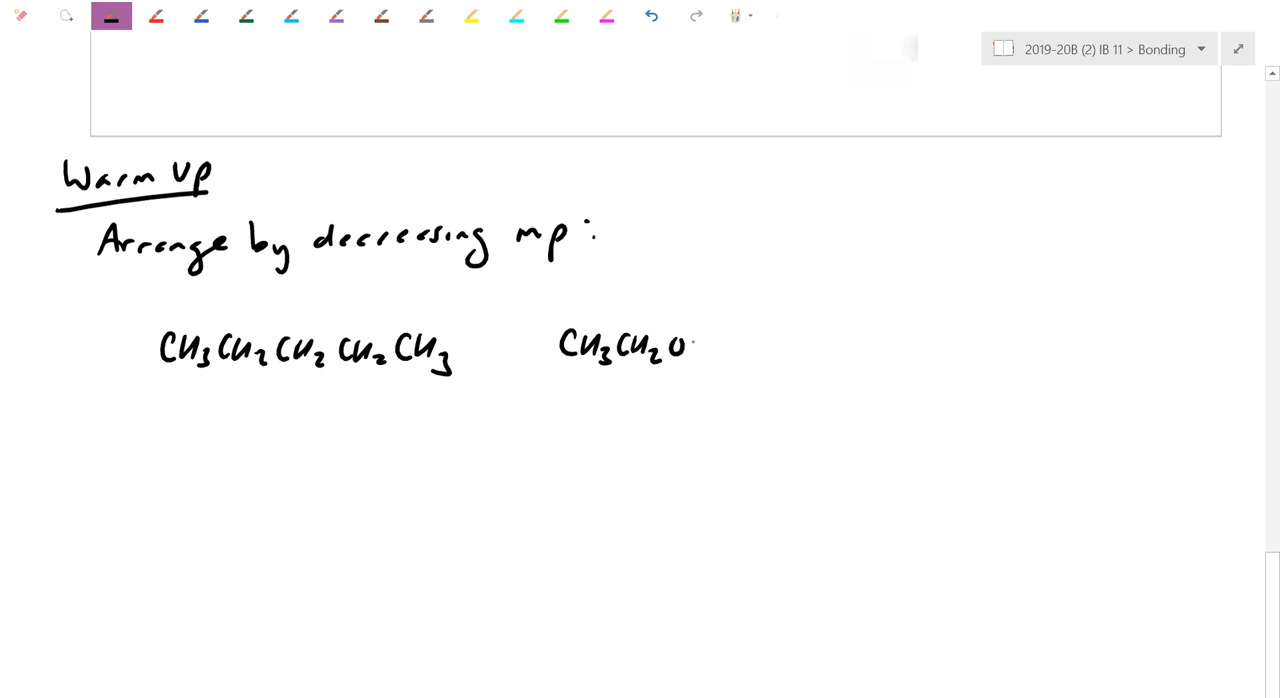 2019-20B (2) IB 11 > Bonding
Warm Up
Arrange by decreasing mp:
CH₃CH₂CH₂CH₂CH₃ CH₃CH₂O